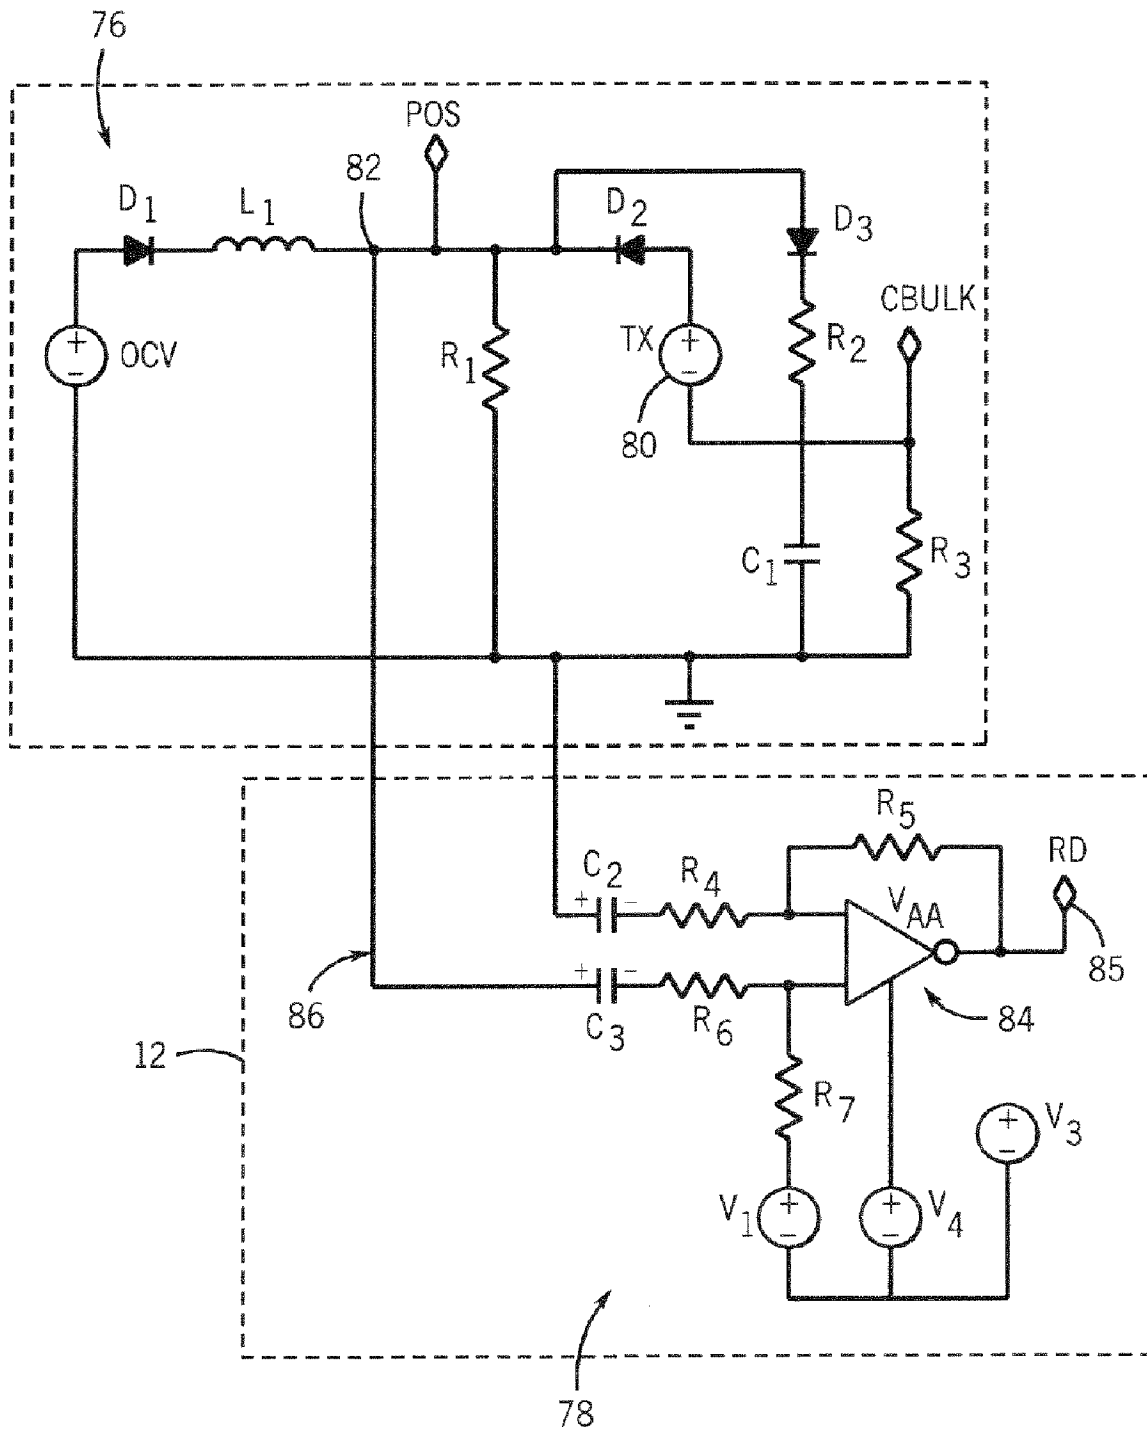 76
POS
82
D1
L1
D2
D3
CBULK
OCV
+
-
R1
TX
+
-
R2
80
C1
R3
R5
RD
C2
R4
VAA
+ -
85
+ -
86
C3
R6
84
12
R7
+
-
V3
V1
+
-
+
-
V4
78